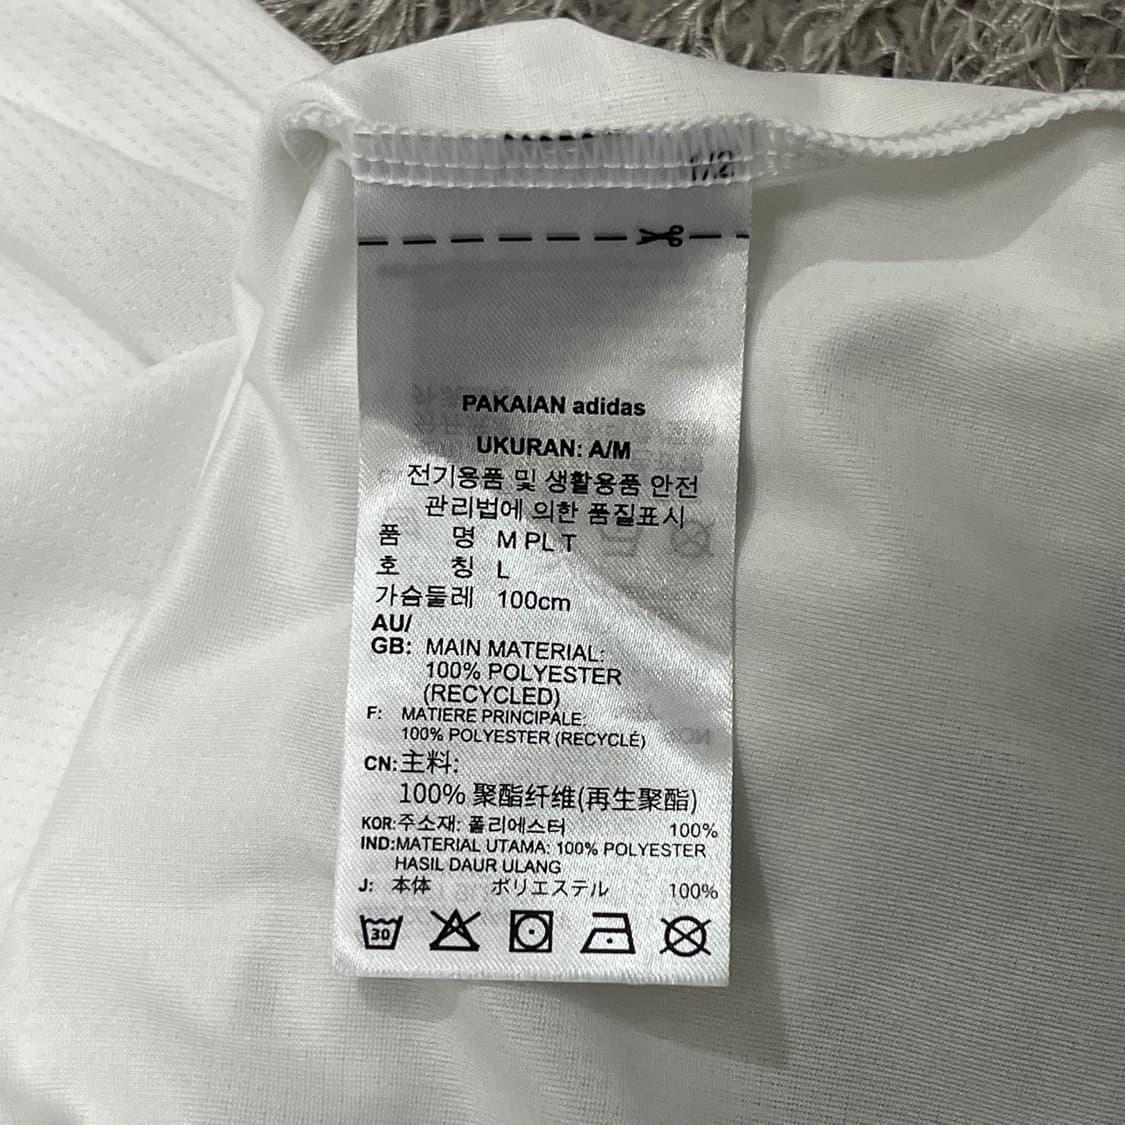 1/2
PAKAIAN adidas
UKURAN: A/M
전기용품 및 생활용품 안전
관리법에 의한 품질표시
품 명 M PL T
호 칭 L
가슴둘레 100cm
AU/
GB: MAIN MATERIAL:
100% POLYESTER
(RECYCLED)
F: MATIERE PRINCIPALE:
100% POLYESTER (RECYCLÉ)
CN:主料:
100% 聚酯纤维(再生聚酯)
KOR:주소재: 폴리에스터 100%
IND:MATERIAL UTAMA: 100% POLYESTER
HASIL DAUR ULANG
J: 本体 ポリエステル 100%
30